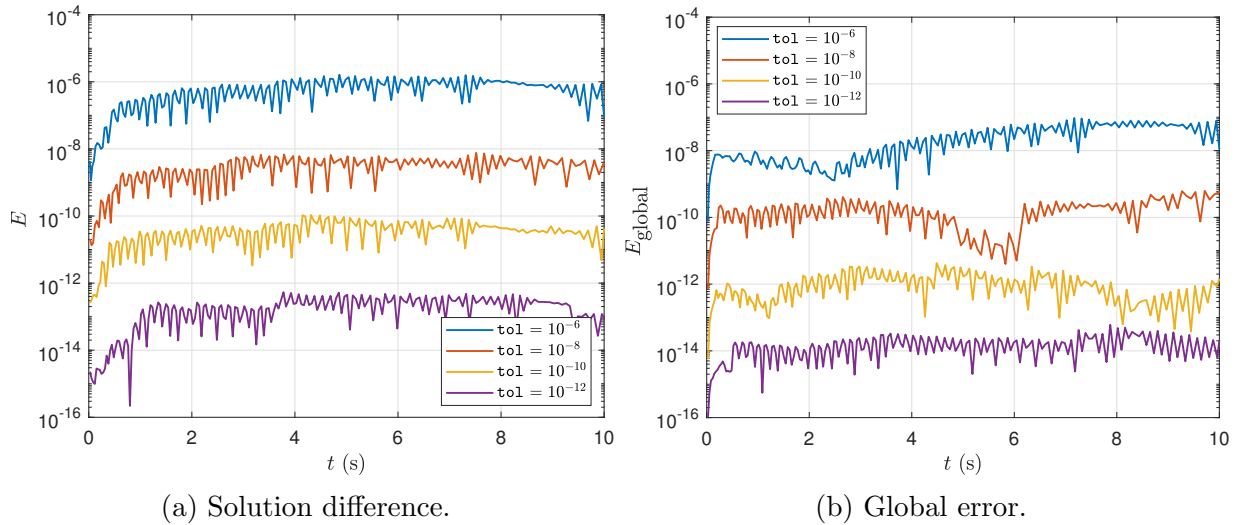 10^{-4}
10^{-6}
10^{-8}
10^{-10}
10^{-12}
10^{-14}
10^{-16}
E
0 2 4 6 8 10
t (s)
tol = 10^{-6}
tol = 10^{-8}
tol = 10^{-10}
tol = 10^{-12}
(a) Solution difference.
10^{-4}
10^{-6}
10^{-8}
10^{-10}
10^{-12}
10^{-14}
10^{-16}
E_{global}
0 2 4 6 8 10
t (s)
tol = 10^{-6}
tol = 10^{-8}
tol = 10^{-10}
tol = 10^{-12}
(b) Global error.